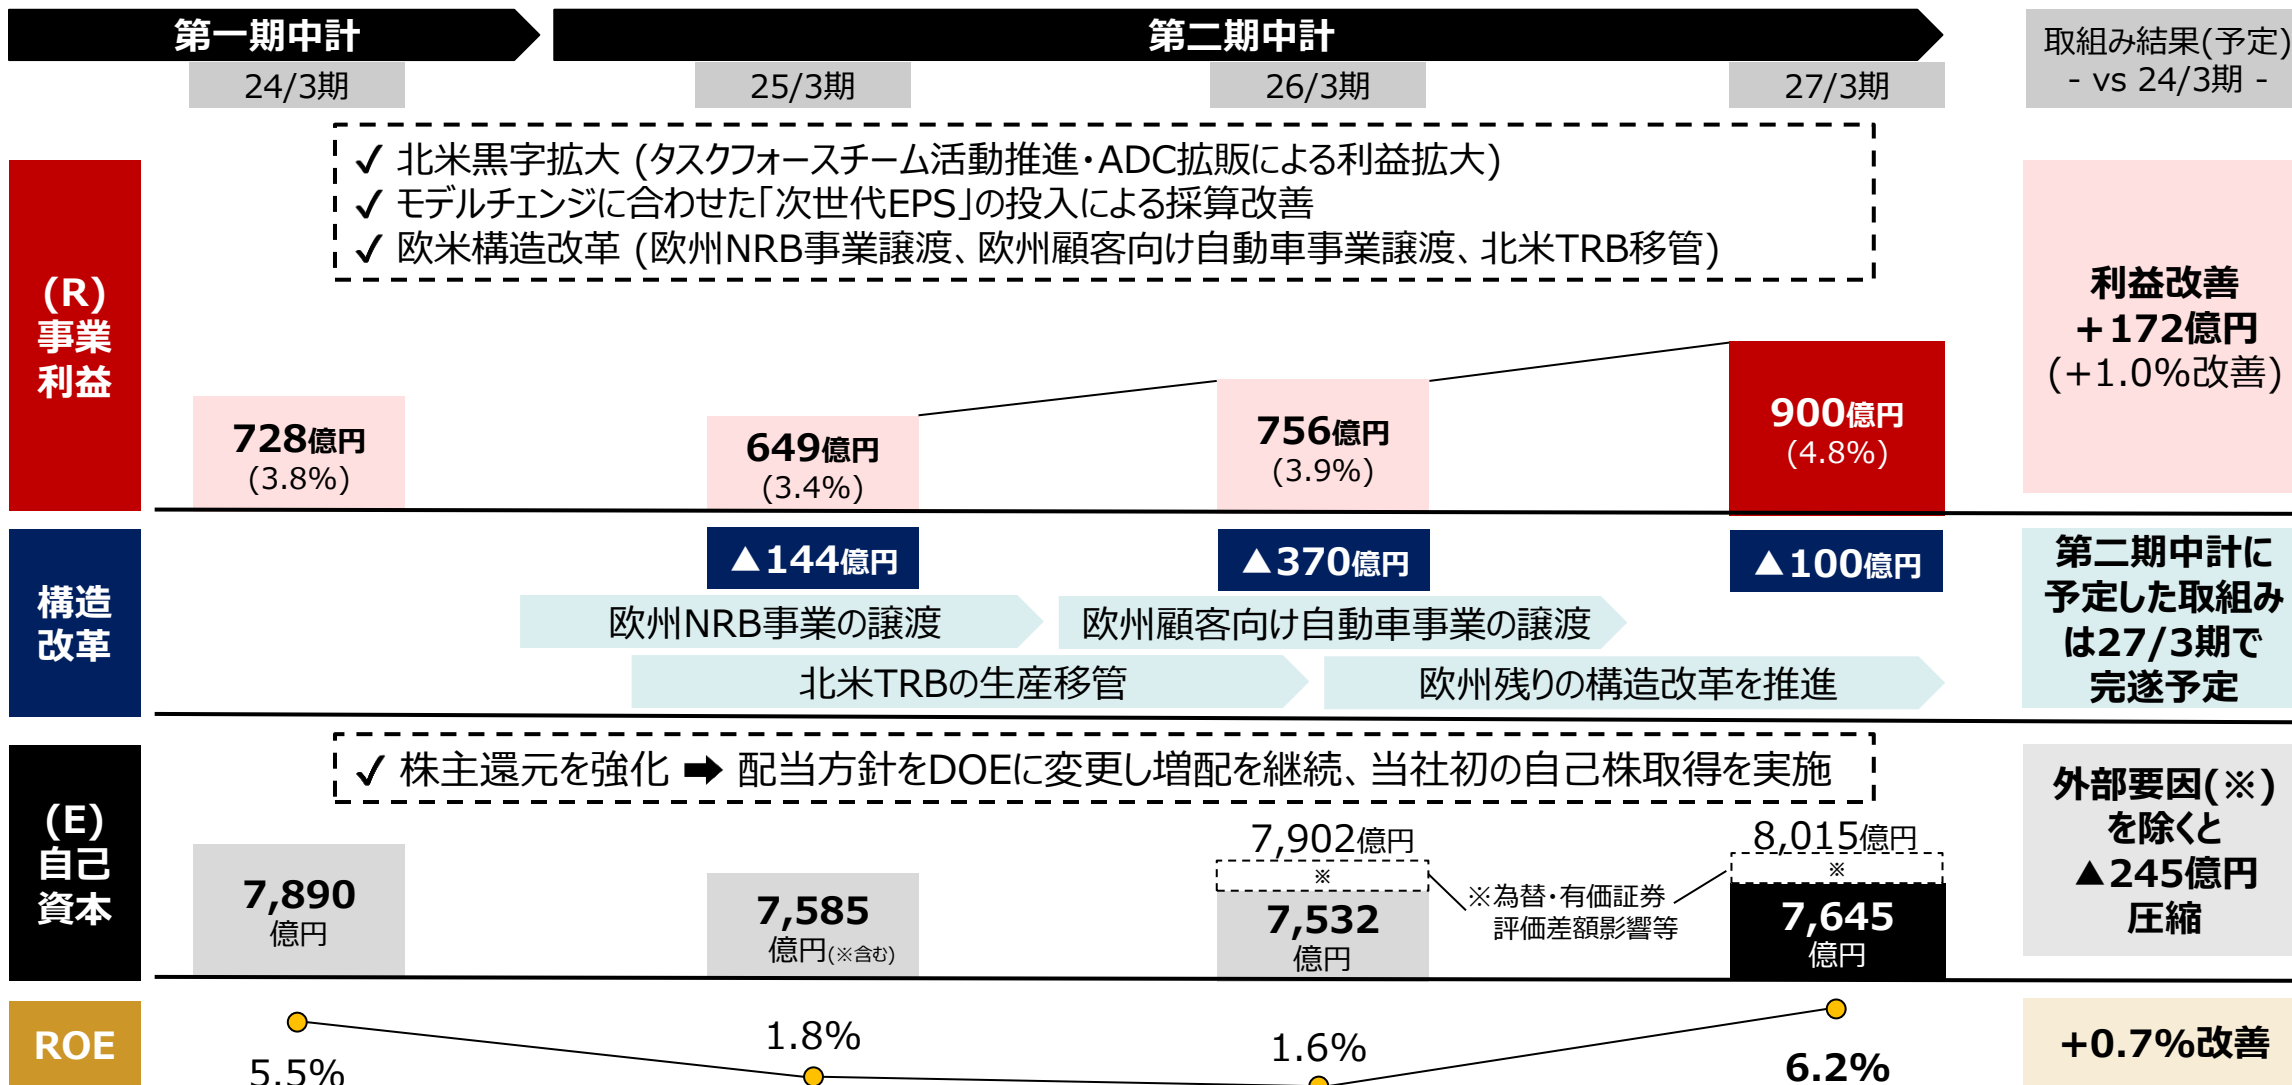 第一期中計
第二期中計
取組み結果(予定)
- vs 24/3期 -
24/3期
25/3期
26/3期
27/3期
✓ 北米黒字拡大 (タスクフォースチーム活動推進・ADC拡販による利益拡大)
✓ モデルチェンジに合わせた「次世代EPS」の投入による採算改善
✓ 欧米構造改革 (欧州NRB事業譲渡、欧州顧客向け自動車事業譲渡、北米TRB移管)
(R)
事業
利益
728億円
(3.8%)
649億円
(3.4%)
756億円
(3.9%)
900億円
(4.8%)
利益改善
+172億円
(+1.0%改善)
構造
改革
▲144億円
▲370億円
▲100億円
欧州NRB事業の譲渡
欧州顧客向け自動車事業の譲渡
北米TRBの生産移管
欧州残りの構造改革を推進
第二期中計に
予定した取組み
は27/3期で
完遂予定
✓ 株主還元を強化 ➡ 配当方針をDOEに変更し増配を継続、当社初の自己株取得を実施
(E)
自己
資本
7,890
億円
7,585
億円(※含む)
7,902億円
※
7,532
億円
※為替・有価証券
評価差額影響等
8,015億円
※
7,645
億円
外部要因(※)
を除くと
▲245億円
圧縮
ROE
5.5%
1.8%
1.6%
6.2%
+0.7%改善